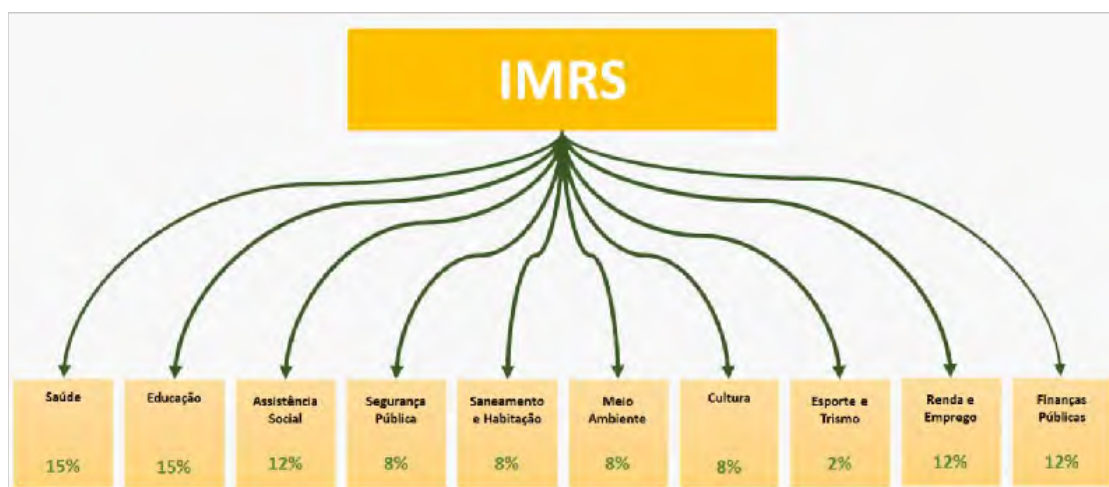 IMRS
Saúde
15%
Educação
15%
Assistência
Social
12%
Segurança
Pública
8%
Saneamento
e Habitação
8%
Meio
Ambiente
8%
Cultura
8%
Esporte e
Trismo
2%
Renda e
Emprego
12%
Finanças
Públicas
12%